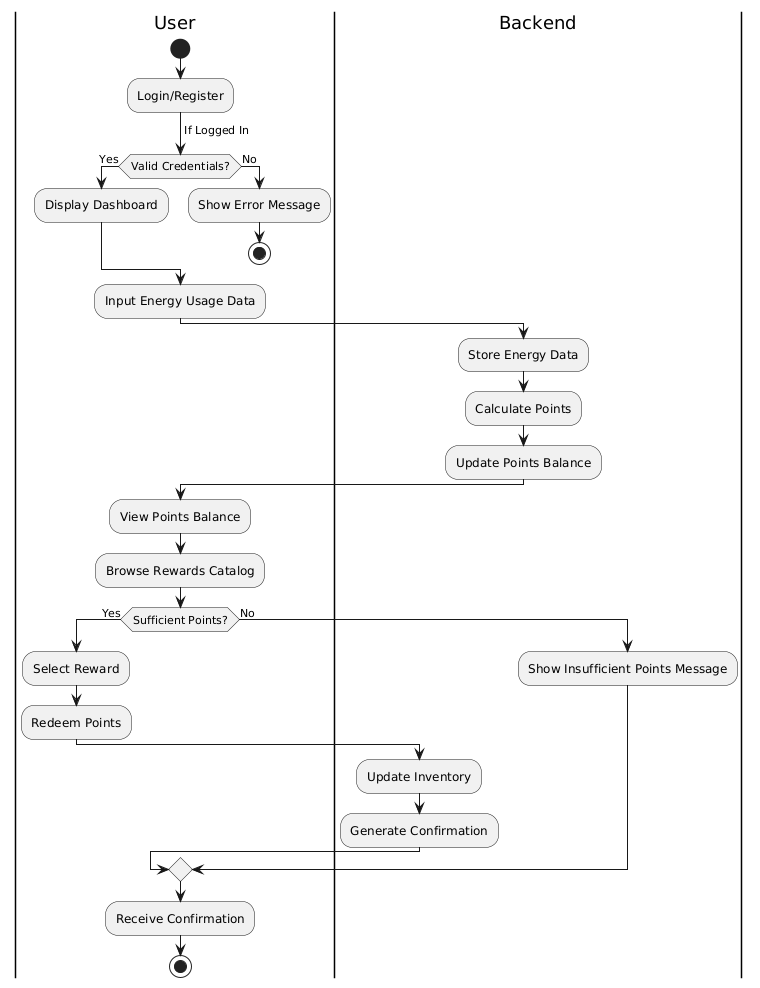 User
Backend
Login/Register
If Logged In
Yes
Valid Credentials?
No
Display Dashboard
Show Error Message
Input Energy Usage Data
Store Energy Data
Calculate Points
Update Points Balance
View Points Balance
Browse Rewards Catalog
Yes
Sufficient Points?
No
Select Reward
Show Insufficient Points Message
Redeem Points
Update Inventory
Generate Confirmation
Receive Confirmation